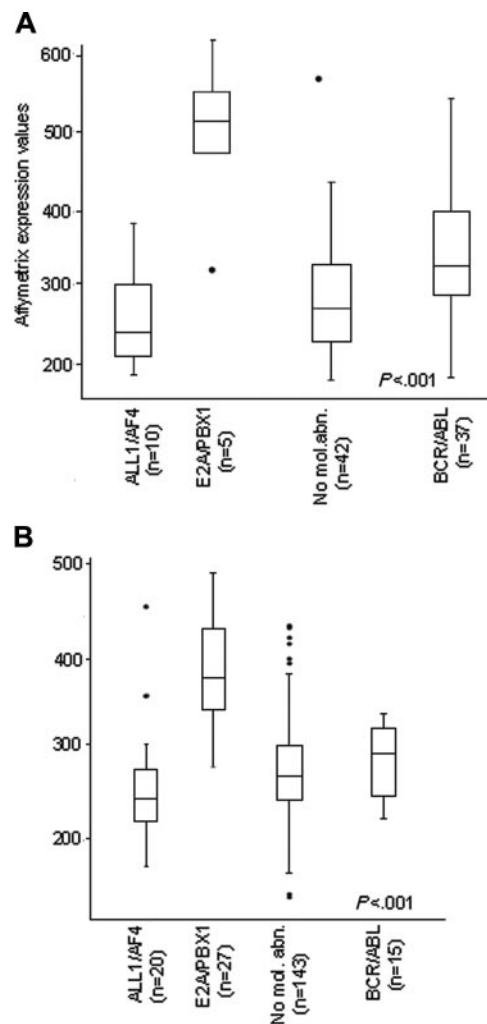 A
Affymetrix expression values
600
500
400
300
200
P<.001
ALL1/AF4
(n=10)
E2A/PBX1
(n=5)
No mol.abn.
(n=42)
BCR/ABL
(n=37)
B
500
400
300
200
P<.001
ALL1/AF4
(n=20)
E2A/PBX1
(n=27)
No mol. abn.
(n=143)
BCR/ABL
(n=15)